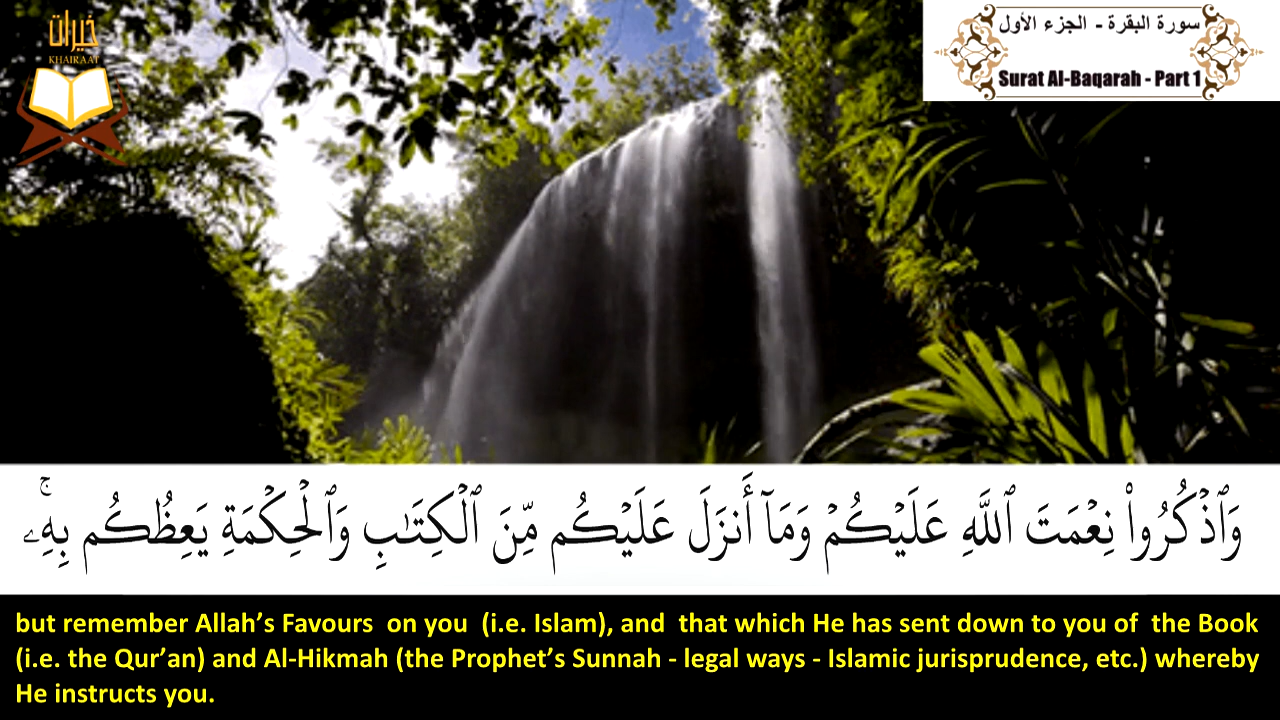 خيرات
KHAIRAAT
سورة البقرة - الجزء الأول
Surat Al-Baqarah - Part 1
وَٱذۡكُرُواْ نِعۡمَتَ ٱللَّهِ عَلَيۡكُمۡ وَمَآ أَنزَلَ عَلَيۡكُم مِّنَ ٱلۡكِتَٰبِ وَٱلۡحِكۡمَةِ يَعِظُكُم بِهِۦۚ
but remember Allah’s Favours on you (i.e. Islam), and that which He has sent down to you of the Book
(i.e. the Qur’an) and Al-Hikmah (the Prophet’s Sunnah - legal ways - Islamic jurisprudence, etc.) whereby
He instructs you.